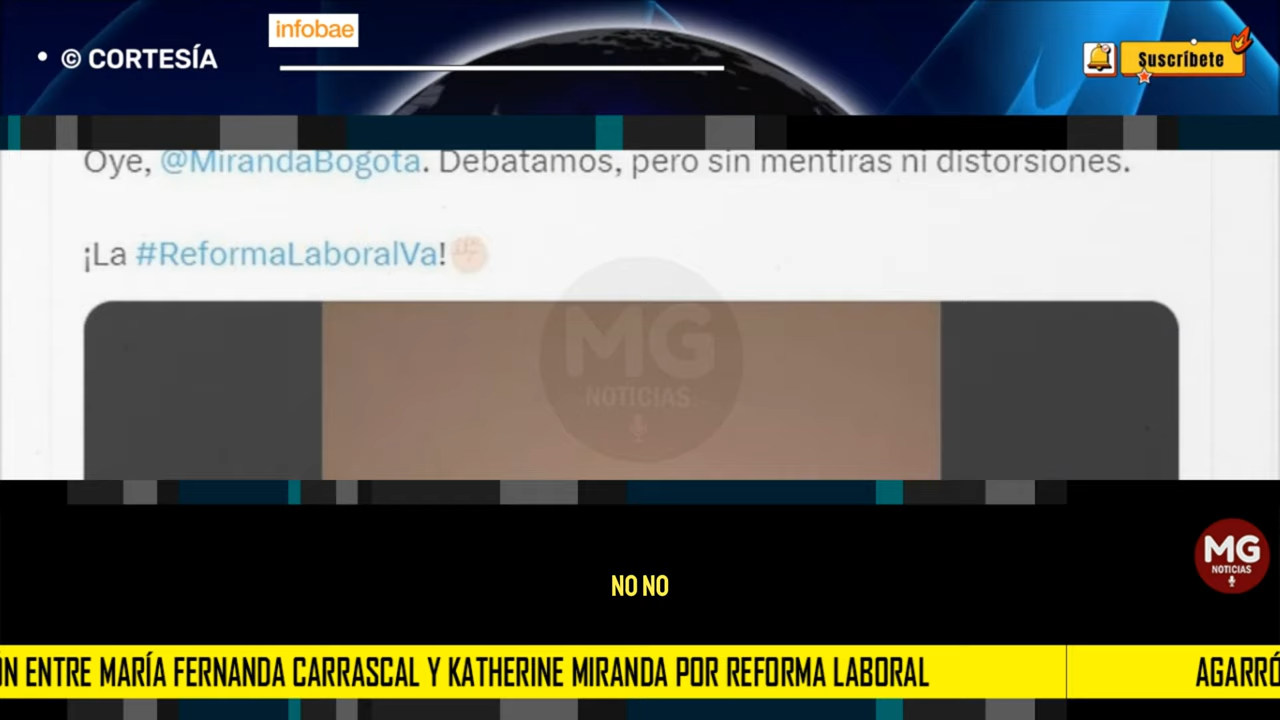 infobae
• © CORTESÍA
Suscríbete
Oye, @MirandaBogota. Debatamos, pero sin mentiras ni distorsiones.
¡La #ReformaLaboralVa!✊🏻
MG
NOTICIAS
MG
NOTICIAS
NO NO
ÓN ENTRE MARÍA FERNANDA CARRASCAL Y KATHERINE MIRANDA POR REFORMA LABORAL
AGARRÓ